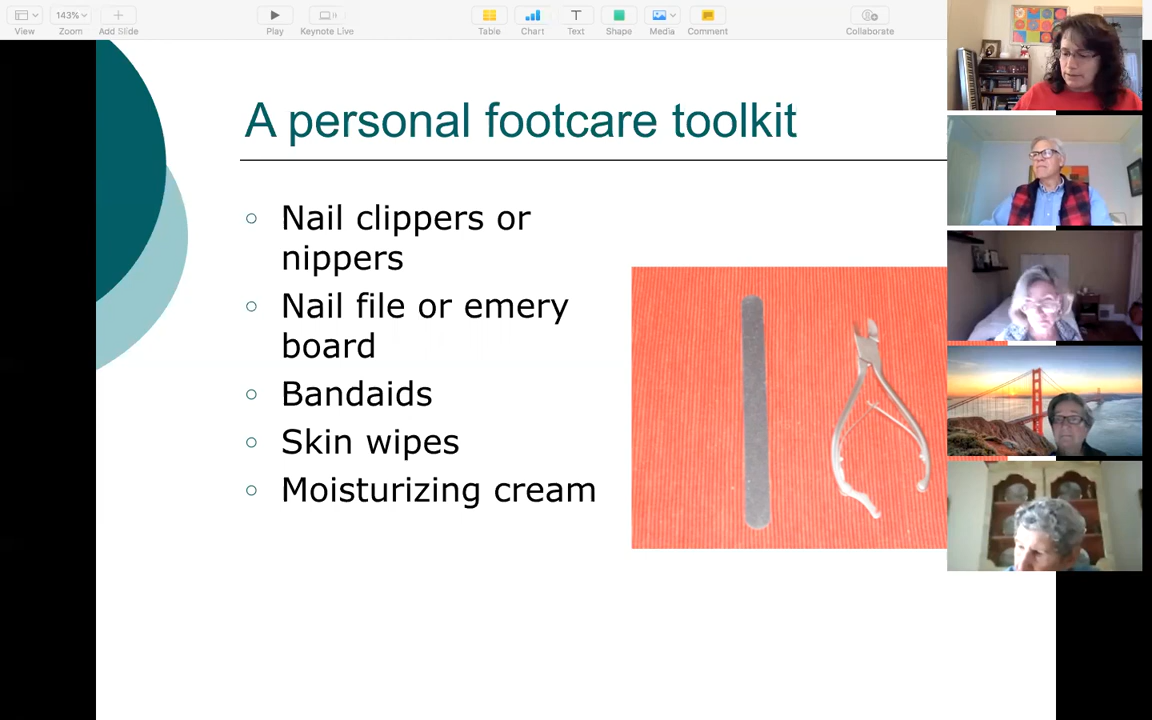 143%
View
Zoom
Add Slide
Play
Keynote Live
Table
Chart
Text
Shape
Media
Comment
Collaborate
A personal footcare toolkit
Nail clippers or
nippers
Nail file or emery
board
Bandaids
Skin wipes
Moisturizing cream